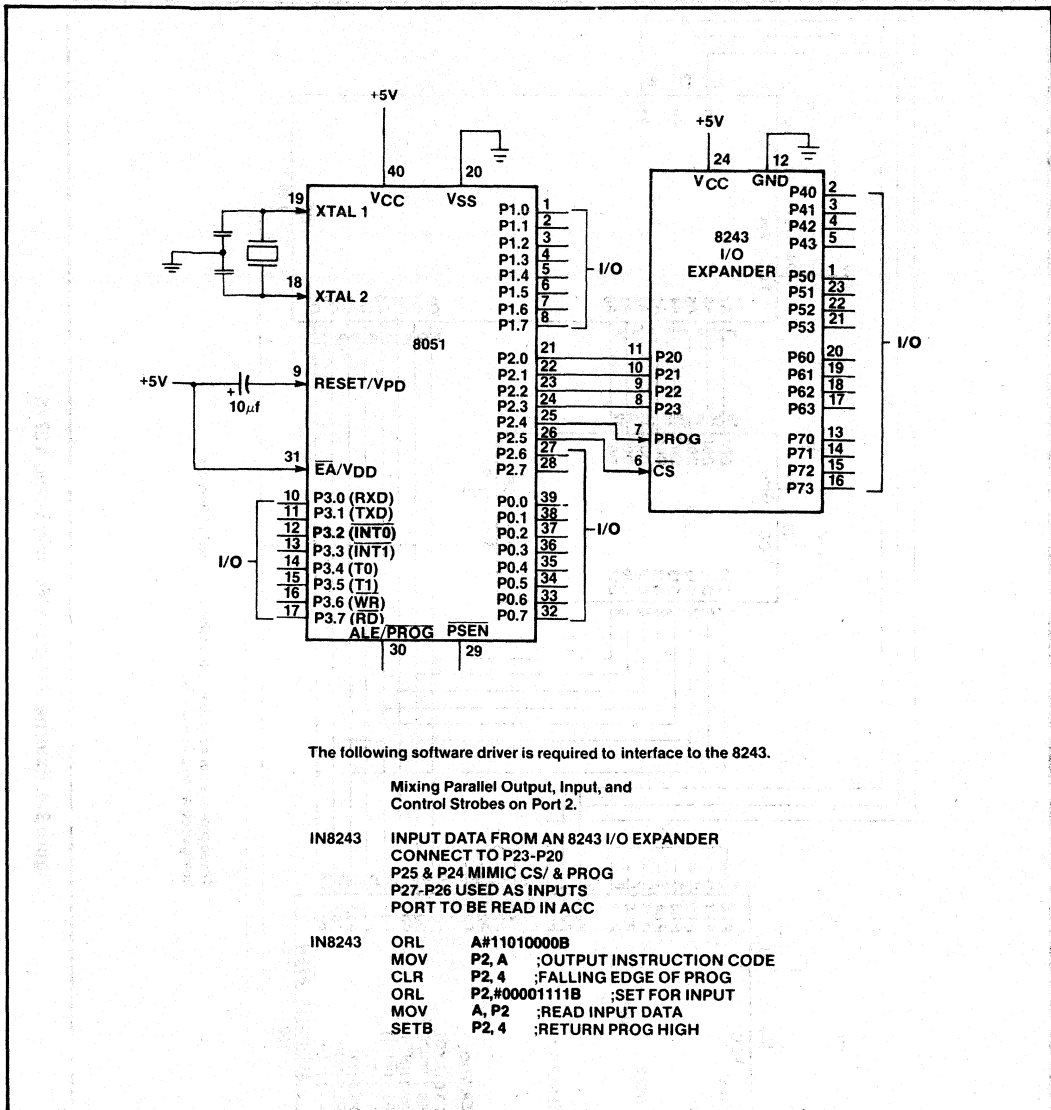 +5V
+5V
40
20
24
12
VCC
VSS
VCC
GND
19
XTAL 1
18
XTAL 2
8051
+5V
+
10μf
9
RESET/VPD
31
EA/VDD
I/O
10 P3.0 (RXD)
11 P3.1 (TXD)
12 P3.2 (INT0)
13 P3.3 (INT1)
14 P3.4 (T0)
15 P3.5 (T1)
16 P3.6 (WR)
17 P3.7 (RD)
ALE/PROG
PSEN
30
29
P1.0 1
P1.1 2
P1.2 3
P1.3 4
P1.4 5
P1.5 6
P1.6 7
P1.7 8
I/O
P2.0 21
P2.1 22
P2.2 23
P2.3 24
P2.4 25
P2.5 26
P2.6 27
P2.7 28
P0.0 39
P0.1 38
P0.2 37
P0.3 36
P0.4 35
P0.5 34
P0.6 33
P0.7 32
I/O
8243
I/O
EXPANDER
11 P20
10 P21
9 P22
8 P23
7 PROG
6 CS
P40 2
P41 3
P42 4
P43 5
P50 1
P51 23
P52 22
P53 21
P60 20
P61 19
P62 18
P63 17
P70 13
P71 14
P72 15
P73 16
I/O
The following software driver is required to interface to the 8243.
Mixing Parallel Output, Input, and
Control Strobes on Port 2.
IN8243 INPUT DATA FROM AN 8243 I/O EXPANDER
CONNECT TO P23-P20
P25 & P24 MIMIC CS/ & PROG
P27-P26 USED AS INPUTS
PORT TO BE READ IN ACC
IN8243 ORL A#11010000B
MOV P2, A ;OUTPUT INSTRUCTION CODE
CLR P2, 4 ;FALLING EDGE OF PROG
ORL P2,#00001111B ;SET FOR INPUT
MOV A, P2 ;READ INPUT DATA
SETB P2, 4 ;RETURN PROG HIGH